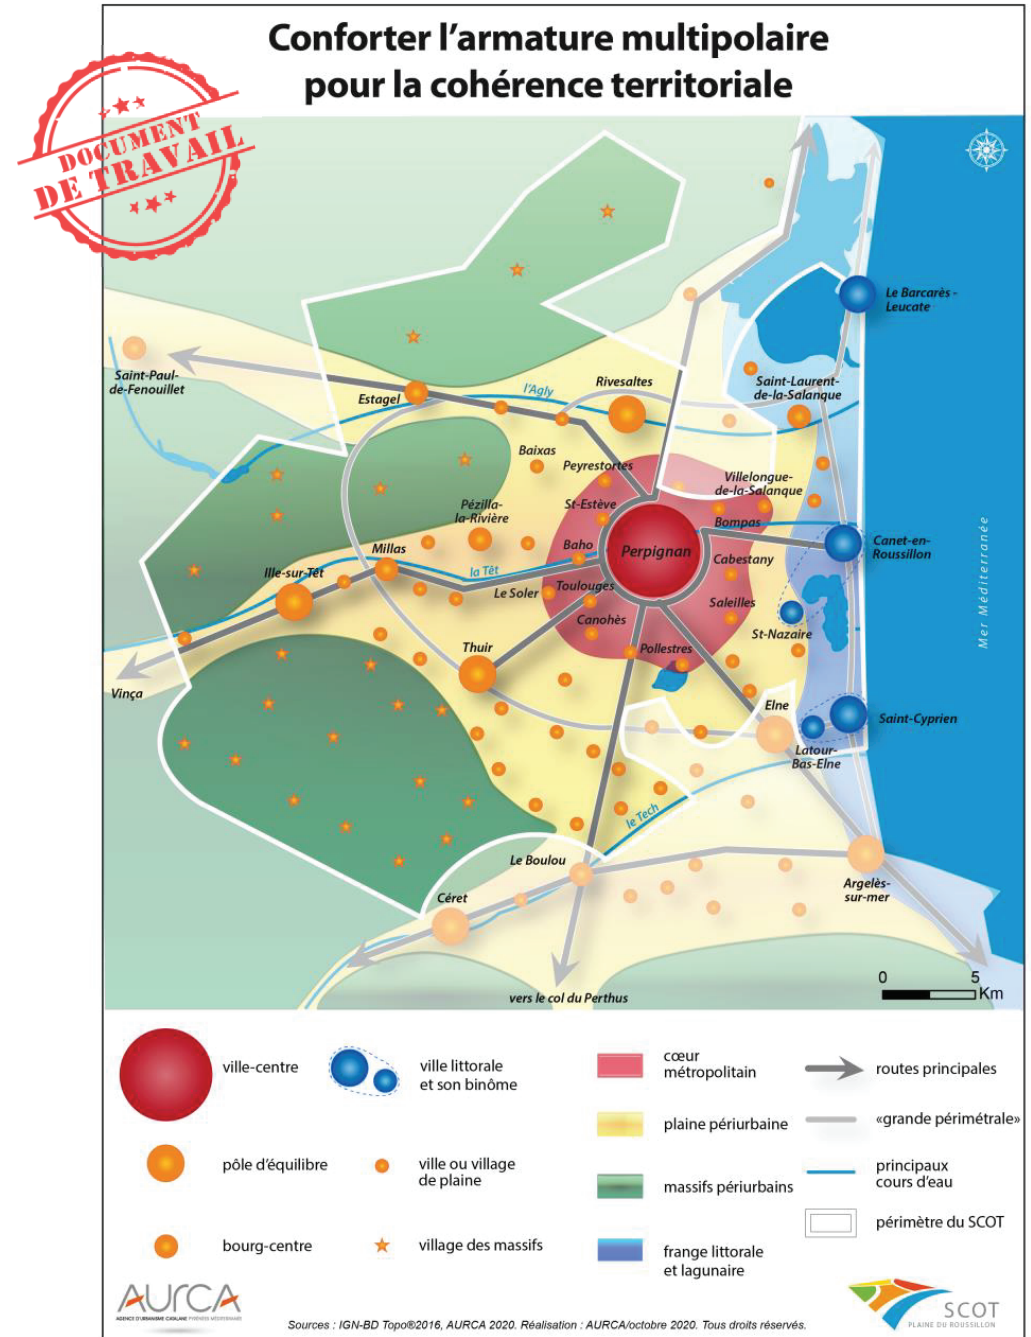 Conforter l'armature multipolaire
pour la cohérence territoriale
DOCUMENT
DE TRAVAIL
Le Barcarès -
Leucate
Saint-Paul-
de-Fenouillet
Estagel
l'Agly
Rivesaltes
Saint-Laurent-
de-la-Salanque
Baixas
Peyrestortes
Villelongue-
de-la-Salanque
Pézilla-
la-Rivière
St-Estève
Bompas
Millas
Baho
Perpignan
Cabestany
Canet-en-
Roussillon
Mer Méditerranée
Ille-sur-Têt
la Têt
Le Soler
Toulouges
Saleilles
Canohès
St-Nazaire
Thuir
Pollestres
Vinça
Elne
Saint-Cyprien
Latour-
Bas-Elne
le Tech
Le Boulou
Céret
Argelès-
sur-mer
vers le col du Perthus
0 5
Km
ville-centre
ville littorale
et son binôme
cœur
métropolitain
routes principales
plaine périurbaine
«grande périmétrale»
pôle d'équilibre
ville ou village
de plaine
massifs périurbains
principaux
cours d'eau
périmètre du SCOT
bourg-centre
village des massifs
frange littorale
et lagunaire
AURCA
AGENCE D'URBANISME CATALANE PYRÉNÉES MÉDITERRANÉE
SCOT
PLAINE DU ROUSSILLON
Sources : IGN-BD Topo®2016, AURCA 2020. Réalisation : AURCA/octobre 2020. Tous droits réservés.